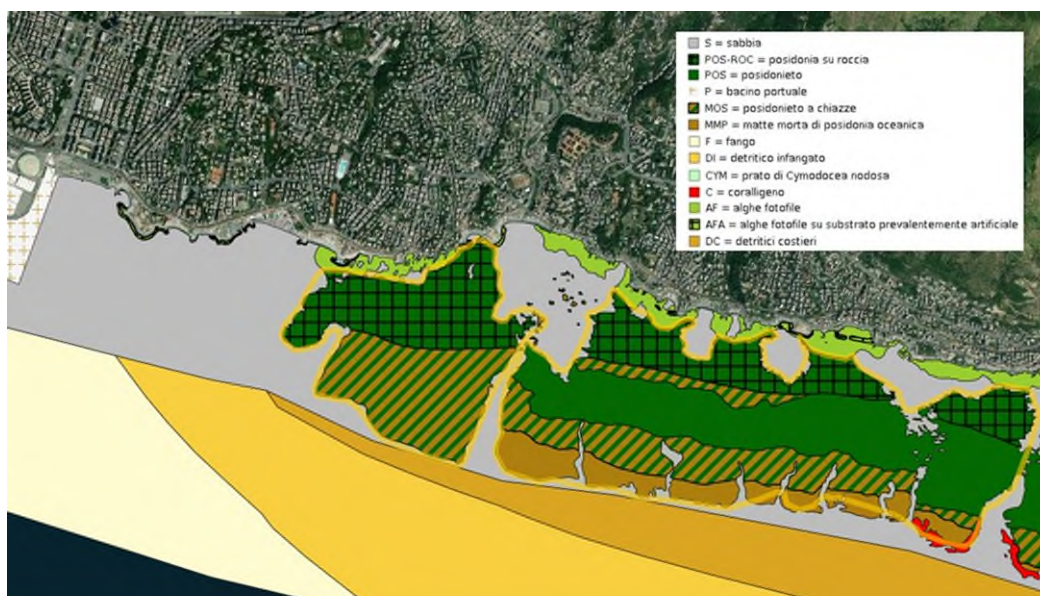 S = sabbia
POS-ROC = posidonia su roccia
POS = posidonieto
P = bacino portuale
MOS = posidonieto a chiazze
MMP = matte morta di posidonia oceanica
F = fango
DI = detritico infangato
CYM = prato di Cymodocea nodosa
C = coralligeno
AF = alghe fotofile
AFA = alghe fotofile su substrato prevalentemente artificiale
DC = detritici costieri